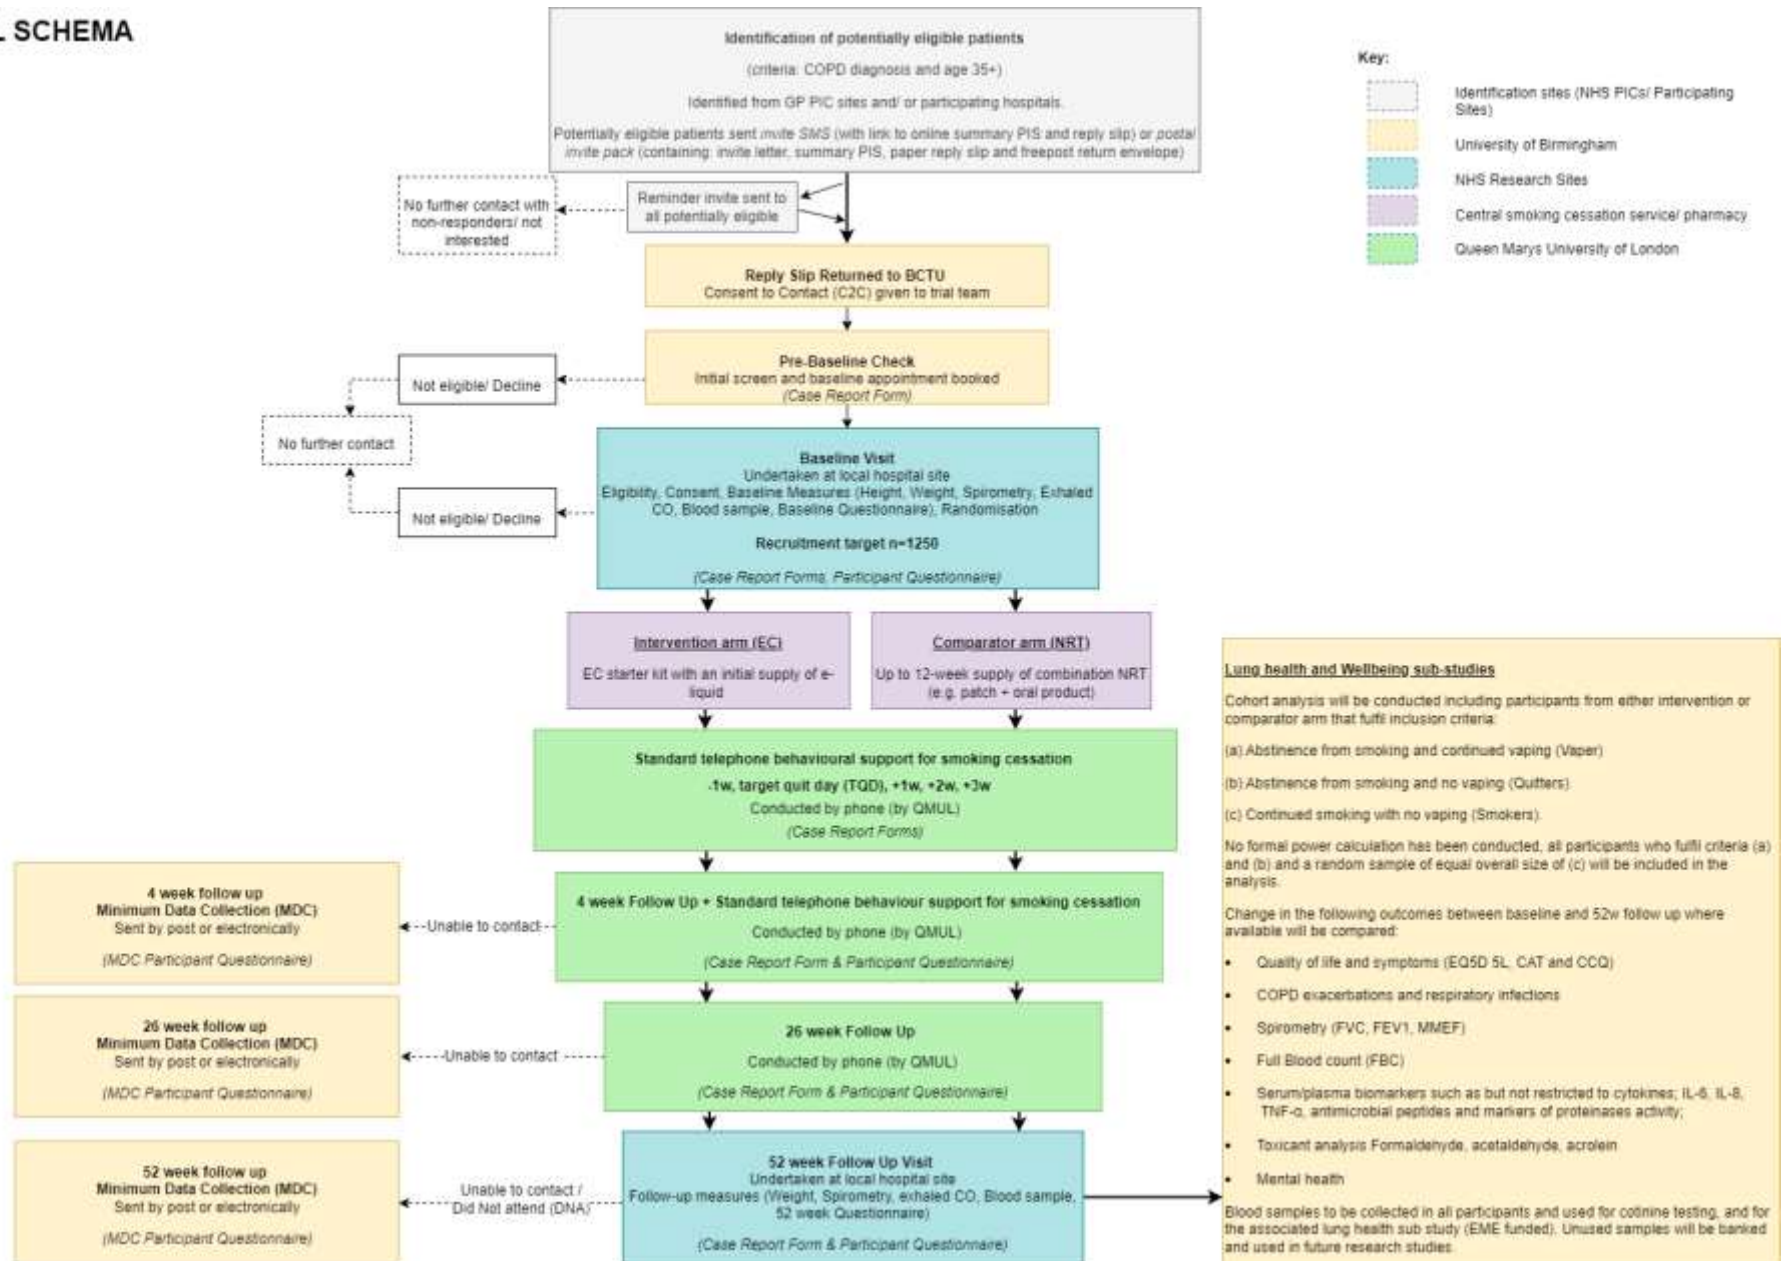 L SCHEMA
Identification of potentially eligible patients
(criteria: COPD diagnosis and age 35+)
Identified from GP PIC sites and/ or participating hospitals.
Potentially eligible patients sent invite SMS (with link to online summary PIS and reply slip) or postal
invite pack (containing: invite letter, summary PIS, paper reply slip and freepost return envelope)
Key:
Identification sites (NHS PICs/ Participating
Sites)
University of Birmingham
NHS Research Sites
Central smoking cessation service/ pharmacy
Queen Marys University of London
Reminder invite sent to
all potentially eligible
No further contact with
non-responders/ not
interested
Reply Slip Returned to BCTU
Consent to Contact (C2C) given to trial team
Pre-Baseline Check
Initial screen and baseline appointment booked
(Case Report Form)
Not eligible/ Decline
No further contact
Not eligible/ Decline
Baseline Visit
Undertaken at local hospital site
Eligibility, Consent, Baseline Measures (Height, Weight, Spirometry, Exhaled
CO, Blood sample, Baseline Questionnaire), Randomisation
Recruitment target n=1250
(Case Report Forms, Participant Questionnaire)
Intervention arm (EC)
EC starter kit with an initial supply of e-
liquid
Comparator arm (NRT)
Up to 12-week supply of combination NRT
(e.g. patch + oral product)
Standard telephone behavioural support for smoking cessation
-1w, target quit day (TQD), +1w, +2w, +3w
Conducted by phone (by QMUL)
(Case Report Forms)
4 week Follow Up + Standard telephone behaviour support for smoking cessation
Conducted by phone (by QMUL)
(Case Report Form & Participant Questionnaire)
Unable to contact
4 week follow up
Minimum Data Collection (MDC)
Sent by post or electronically
(MDC Participant Questionnaire)
26 week Follow Up
Conducted by phone (by QMUL)
(Case Report Form & Participant Questionnaire)
Unable to contact
26 week follow up
Minimum Data Collection (MDC)
Sent by post or electronically
(MDC Participant Questionnaire)
52 week Follow Up Visit
Undertaken at local hospital site
Follow-up measures (Weight, Spirometry, exhaled CO, Blood sample,
52 week Questionnaire)
(Case Report Form & Participant Questionnaire)
Unable to contact /
Did Not attend (DNA)
52 week follow up
Minimum Data Collection (MDC)
Sent by post or electronically
(MDC Participant Questionnaire)
Lung health and Wellbeing sub-studies
Cohort analysis will be conducted including participants from either intervention or
comparator arm that fulfil inclusion criteria:
(a) Abstinence from smoking and continued vaping (Vaper)
(b) Abstinence from smoking and no vaping (Quitters)
(c) Continued smoking with no vaping (Smokers).
No formal power calculation has been conducted, all participants who fulfil criteria (a)
and (b) and a random sample of equal overall size of (c) will be included in the
analysis.
Change in the following outcomes between baseline and 52w follow up where
available will be compared:
• Quality of life and symptoms (EQ5D 5L, CAT and CCQ)
• COPD exacerbations and respiratory infections
• Spirometry (FVC, FEV1, MMEF)
• Full Blood count (FBC)
• Serum/plasma biomarkers such as but not restricted to cytokines; IL-6, IL-8,
TNF-α, antimicrobial peptides and markers of proteinases activity;
• Toxicant analysis Formaldehyde, acetaldehyde, acrolein
• Mental health
Blood samples to be collected in all participants and used for cotinine testing, and for
the associated lung health sub study (EME funded). Unused samples will be banked
and used in future research studies.